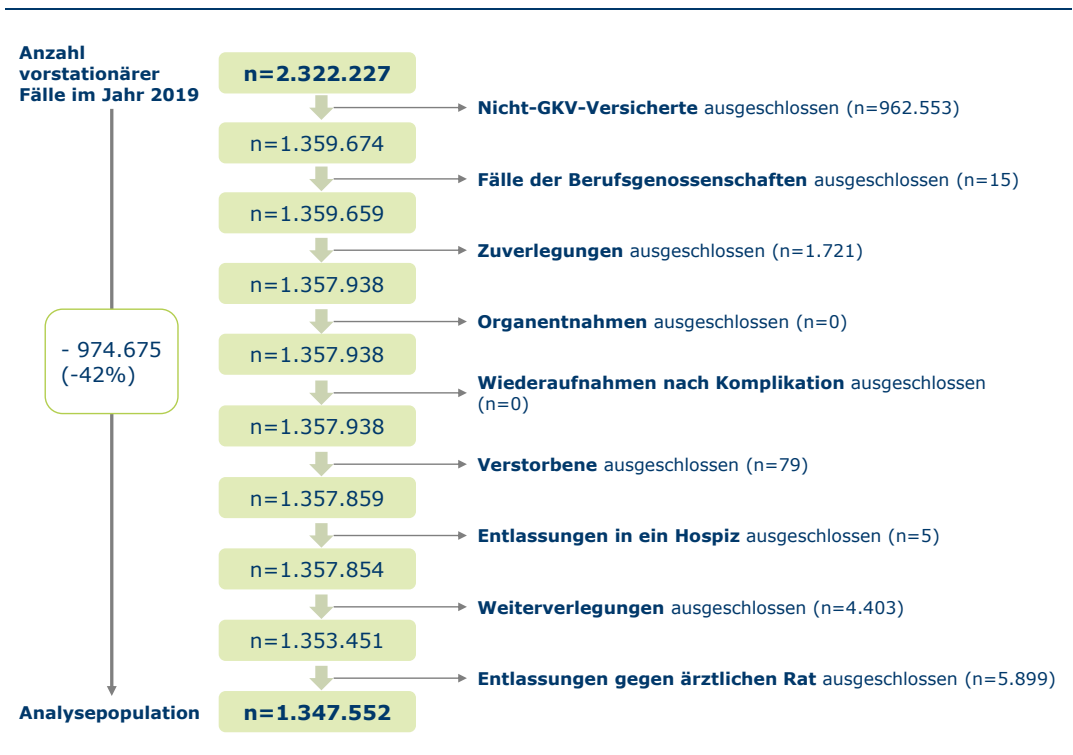 Anzahl
vorstationärer
Fälle im Jahr 2019
n=2.322.227
Nicht-GKV-Versicherte ausgeschlossen (n=962.553)
n=1.359.674
Fälle der Berufsgenossenschaften ausgeschlossen (n=15)
n=1.359.659
Zuverlegungen ausgeschlossen (n=1.721)
n=1.357.938
Organentnahmen ausgeschlossen (n=0)
- 974.675
(-42%)
n=1.357.938
Wiederaufnahmen nach Komplikation ausgeschlossen
(n=0)
n=1.357.938
Verstorbene ausgeschlossen (n=79)
n=1.357.859
Entlassungen in ein Hospiz ausgeschlossen (n=5)
n=1.357.854
Weiterverlegungen ausgeschlossen (n=4.403)
n=1.353.451
Entlassungen gegen ärztlichen Rat ausgeschlossen (n=5.899)
Analysepopulation
n=1.347.552